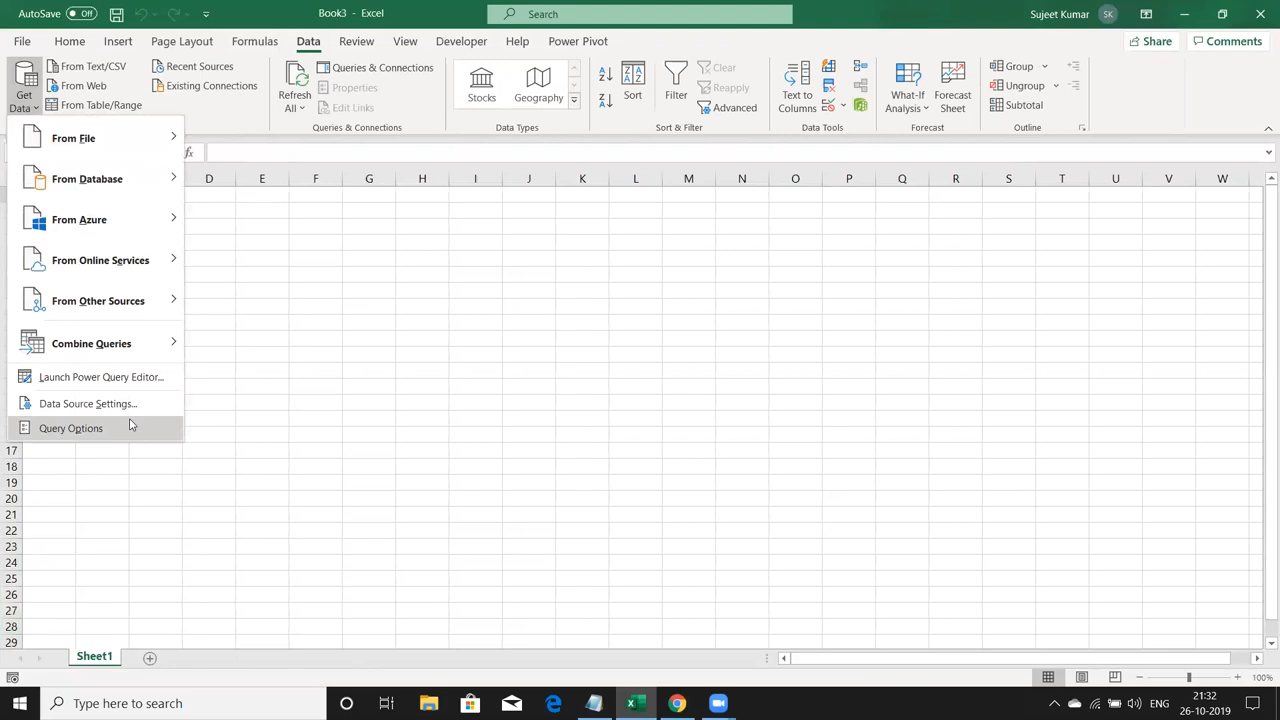 AutoSave Off Book3 - Excel Search Sujeet Kumar SK
File Home Insert Page Layout Formulas Data Review View Developer Help Power Pivot Share Comments
Get Data
From Text/CSV
From Web
From Table/Range
Recent Sources
Existing Connections
Refresh All
Queries & Connections
Properties
Edit Links
Queries & Connections
Stocks
Geography
Data Types
Sort
Filter
Clear
Reapply
Advanced
Sort & Filter
Text to Columns
Data Tools
What-If Analysis
Forecast Sheet
Forecast
Group
Ungroup
Subtotal
Outline
From File
From Database
From Azure
From Online Services
From Other Sources
Combine Queries
Launch Power Query Editor...
Data Source Settings...
Query Options
fx
D E F G H I J K L M N O P Q R S T U V W
17
18
19
20
21
22
23
24
25
26
27
28
29
Sheet1
100%
Type here to search
ENG
21:32
26-10-2019